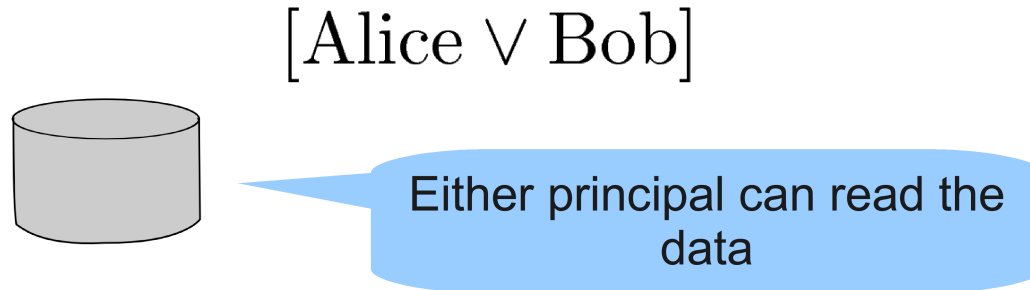 [Alice ∨ Bob]
Either principal can read the
data